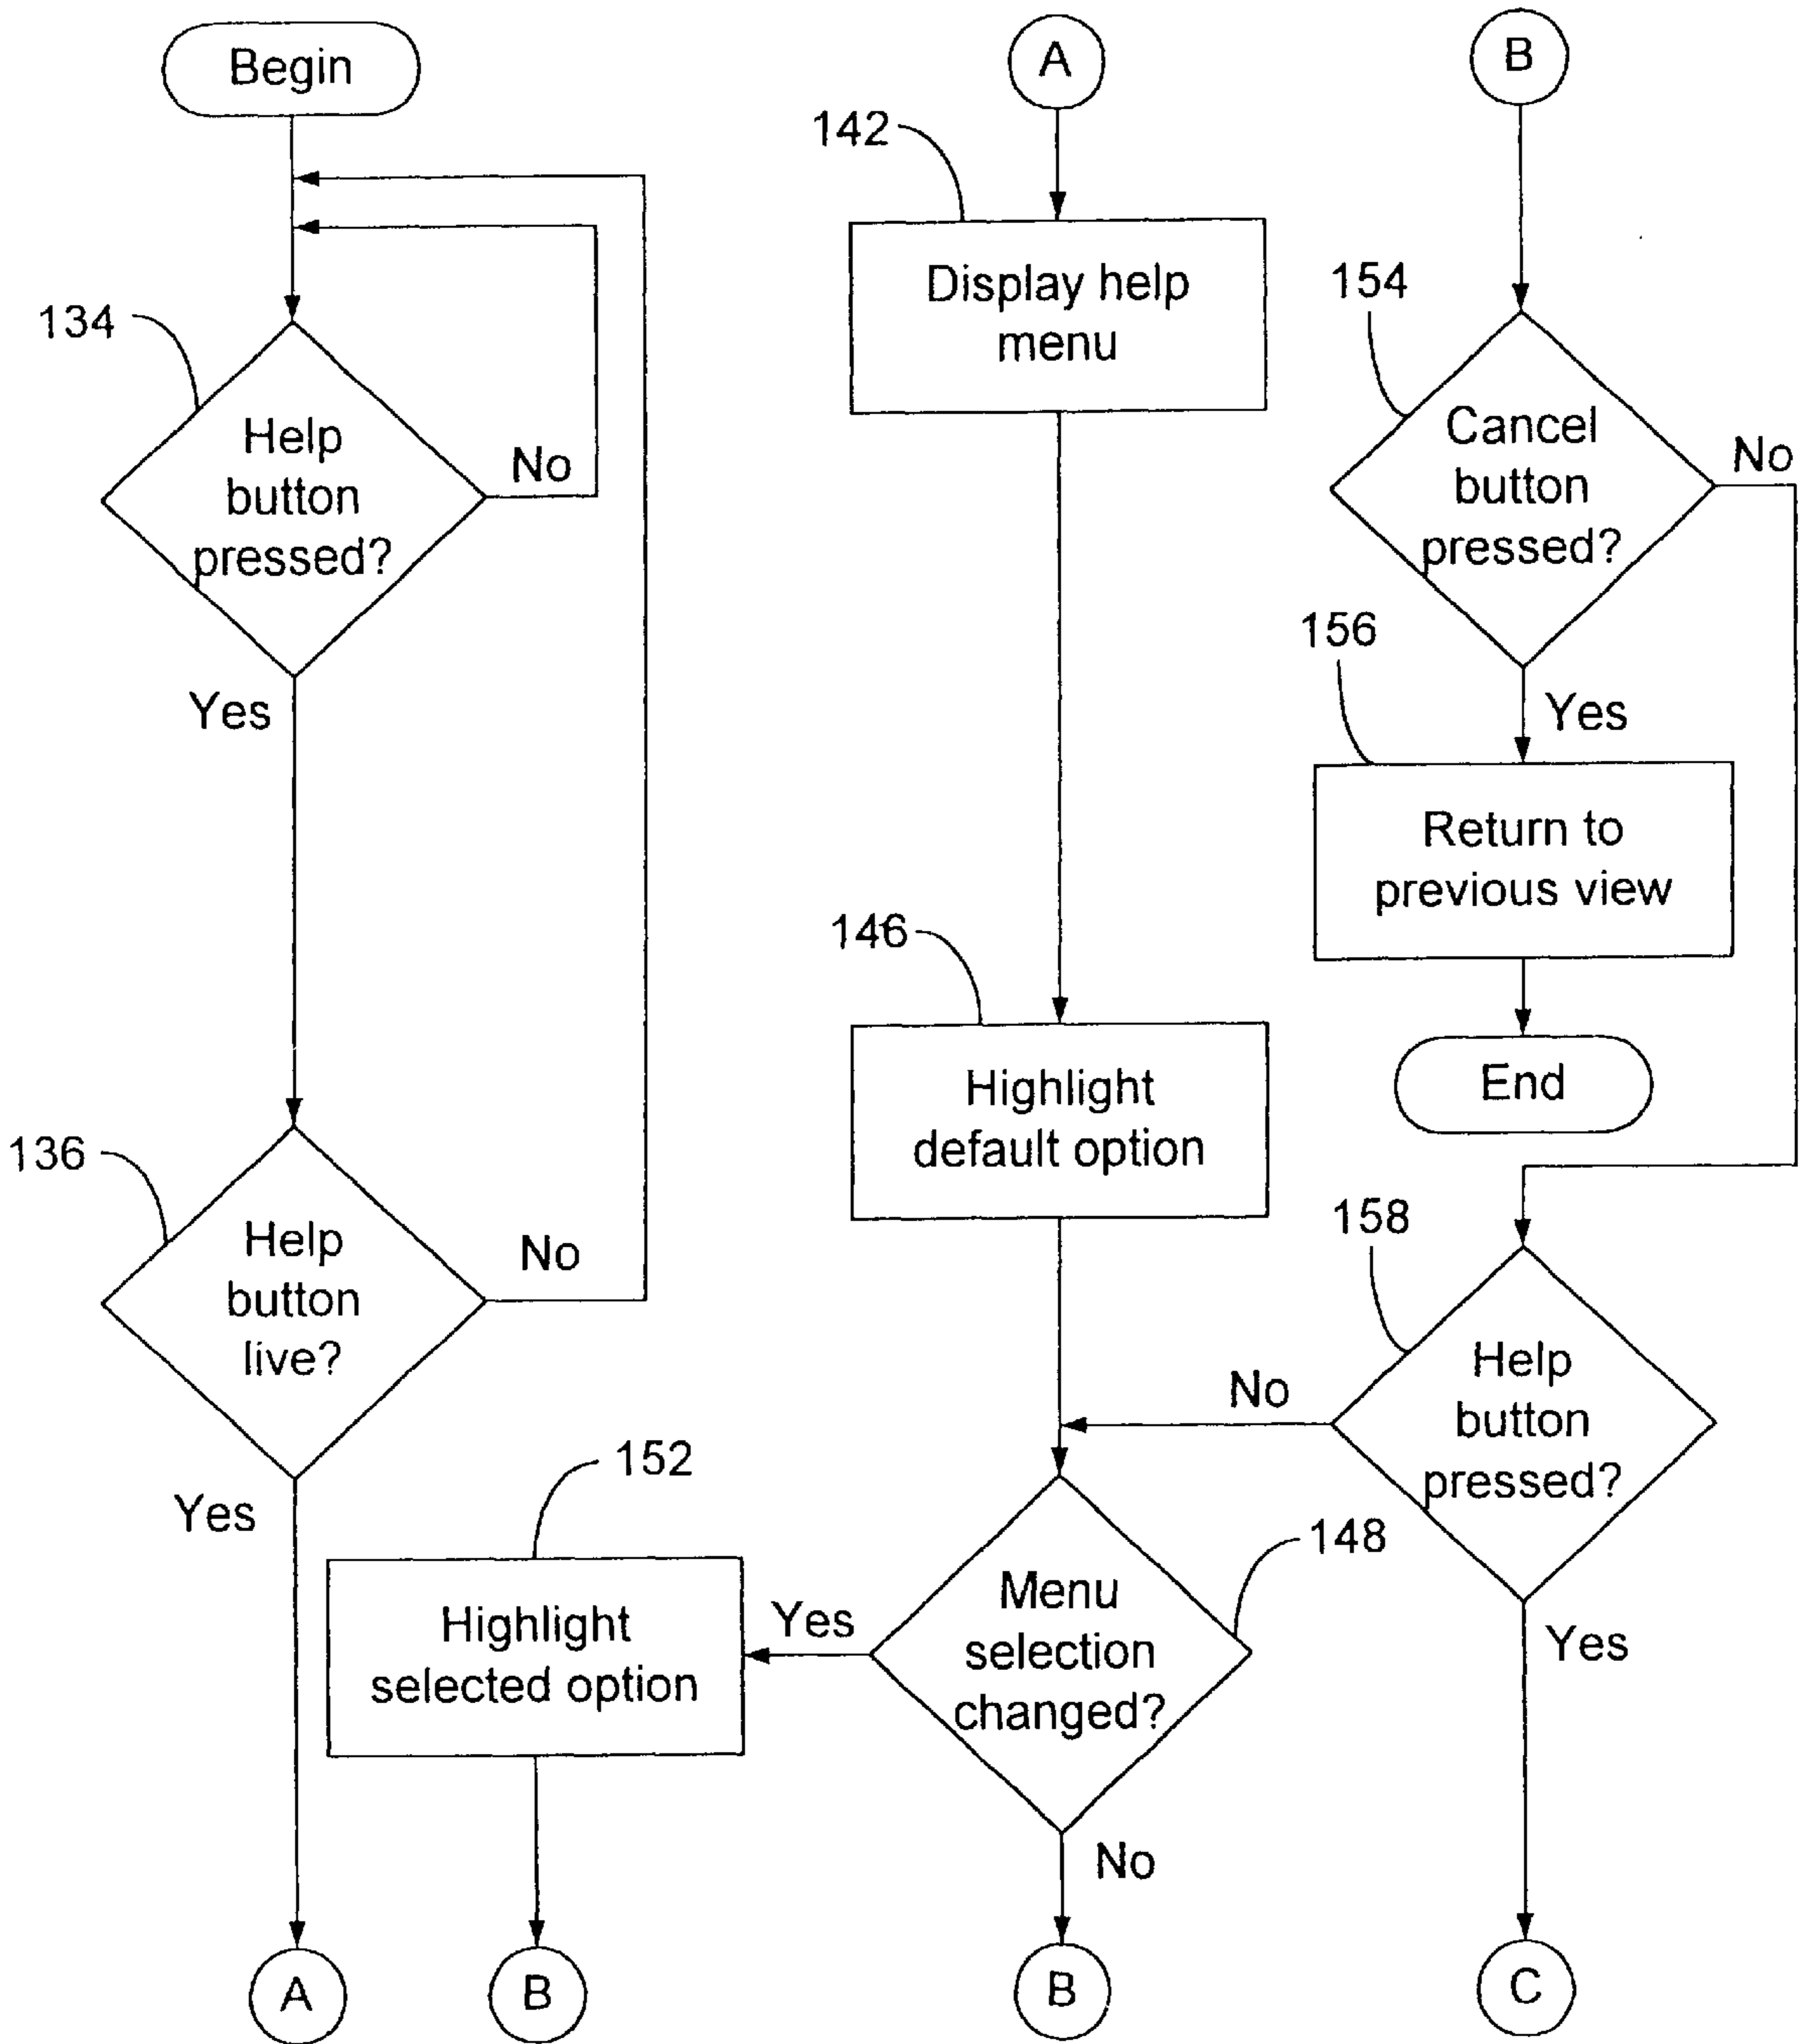 Begin
134
Help
button
pressed?
No
Yes
136
Help
button
live?
No
Yes
A
152
Highlight
selected option
B
A
142
Display help
menu
146
Highlight
default option
148
Menu
selection
changed?
Yes
No
B
B
154
Cancel
button
pressed?
No
Yes
156
Return to
previous view
End
158
Help
button
pressed?
No
Yes
C